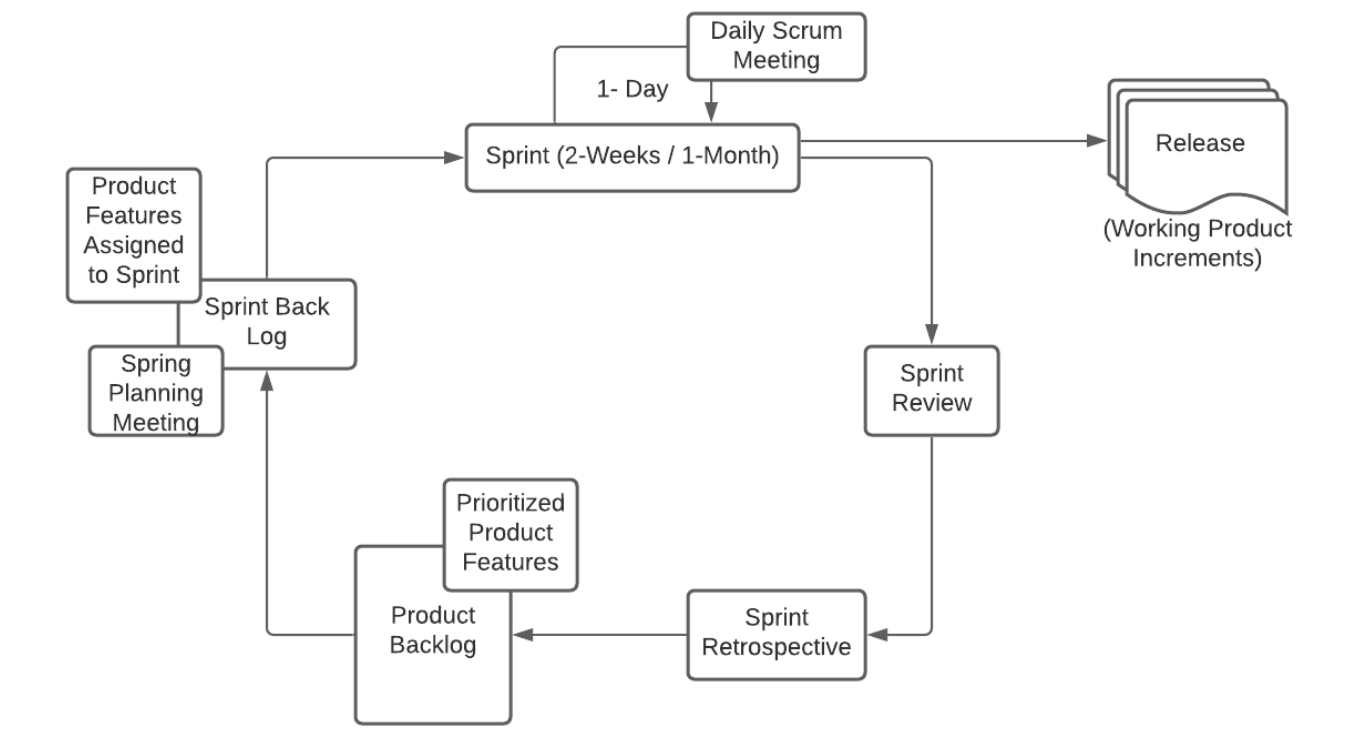 Daily Scrum
Meeting
1- Day
Sprint (2-Weeks / 1-Month)
Release
(Working Product
Increments)
Product
Features
Assigned
to Sprint
Sprint Back
Log
Spring
Planning
Meeting
Sprint
Review
Prioritized
Product
Features
Product
Backlog
Sprint
Retrospective